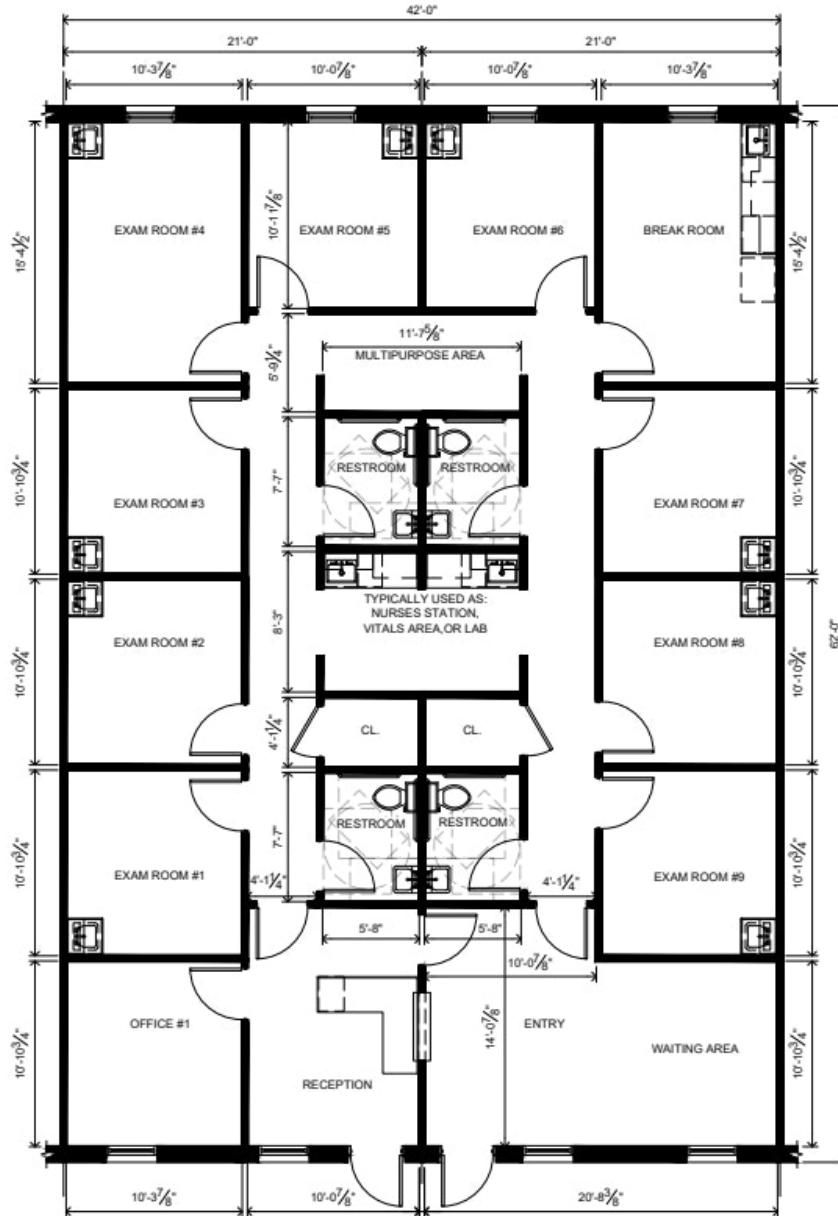 42'-0"
21'-0"
21'-0"
10'-3⅞"
10'-0⅞"
10'-0⅞"
10'-3⅞"
15'-4½"
10'-11⅞"
15'-4½"
EXAM ROOM #4
EXAM ROOM #5
EXAM ROOM #6
BREAK ROOM
11'-7⅝"
MULTIPURPOSE AREA
5'-9¼"
10'-10¾"
7'-7"
10'-10¾"
RESTROOM
RESTROOM
EXAM ROOM #3
EXAM ROOM #7
TYPICALLY USED AS:
NURSES STATION,
VITALS AREA,OR LAB
8'-3"
62'-0"
EXAM ROOM #2
EXAM ROOM #8
10'-10¾"
10'-10¾"
4'-1¼"
CL.
CL.
RESTROOM
RESTROOM
7'-7"
10'-10¾"
10'-10¾"
EXAM ROOM #1
4'-1¼"
4'-1¼"
EXAM ROOM #9
5'-8"
5'-8"
10'-0⅞"
14'-0⅞"
OFFICE #1
ENTRY
WAITING AREA
10'-10¾"
10'-10¾"
RECEPTION
10'-3⅞"
10'-0⅞"
20'-8⅜"